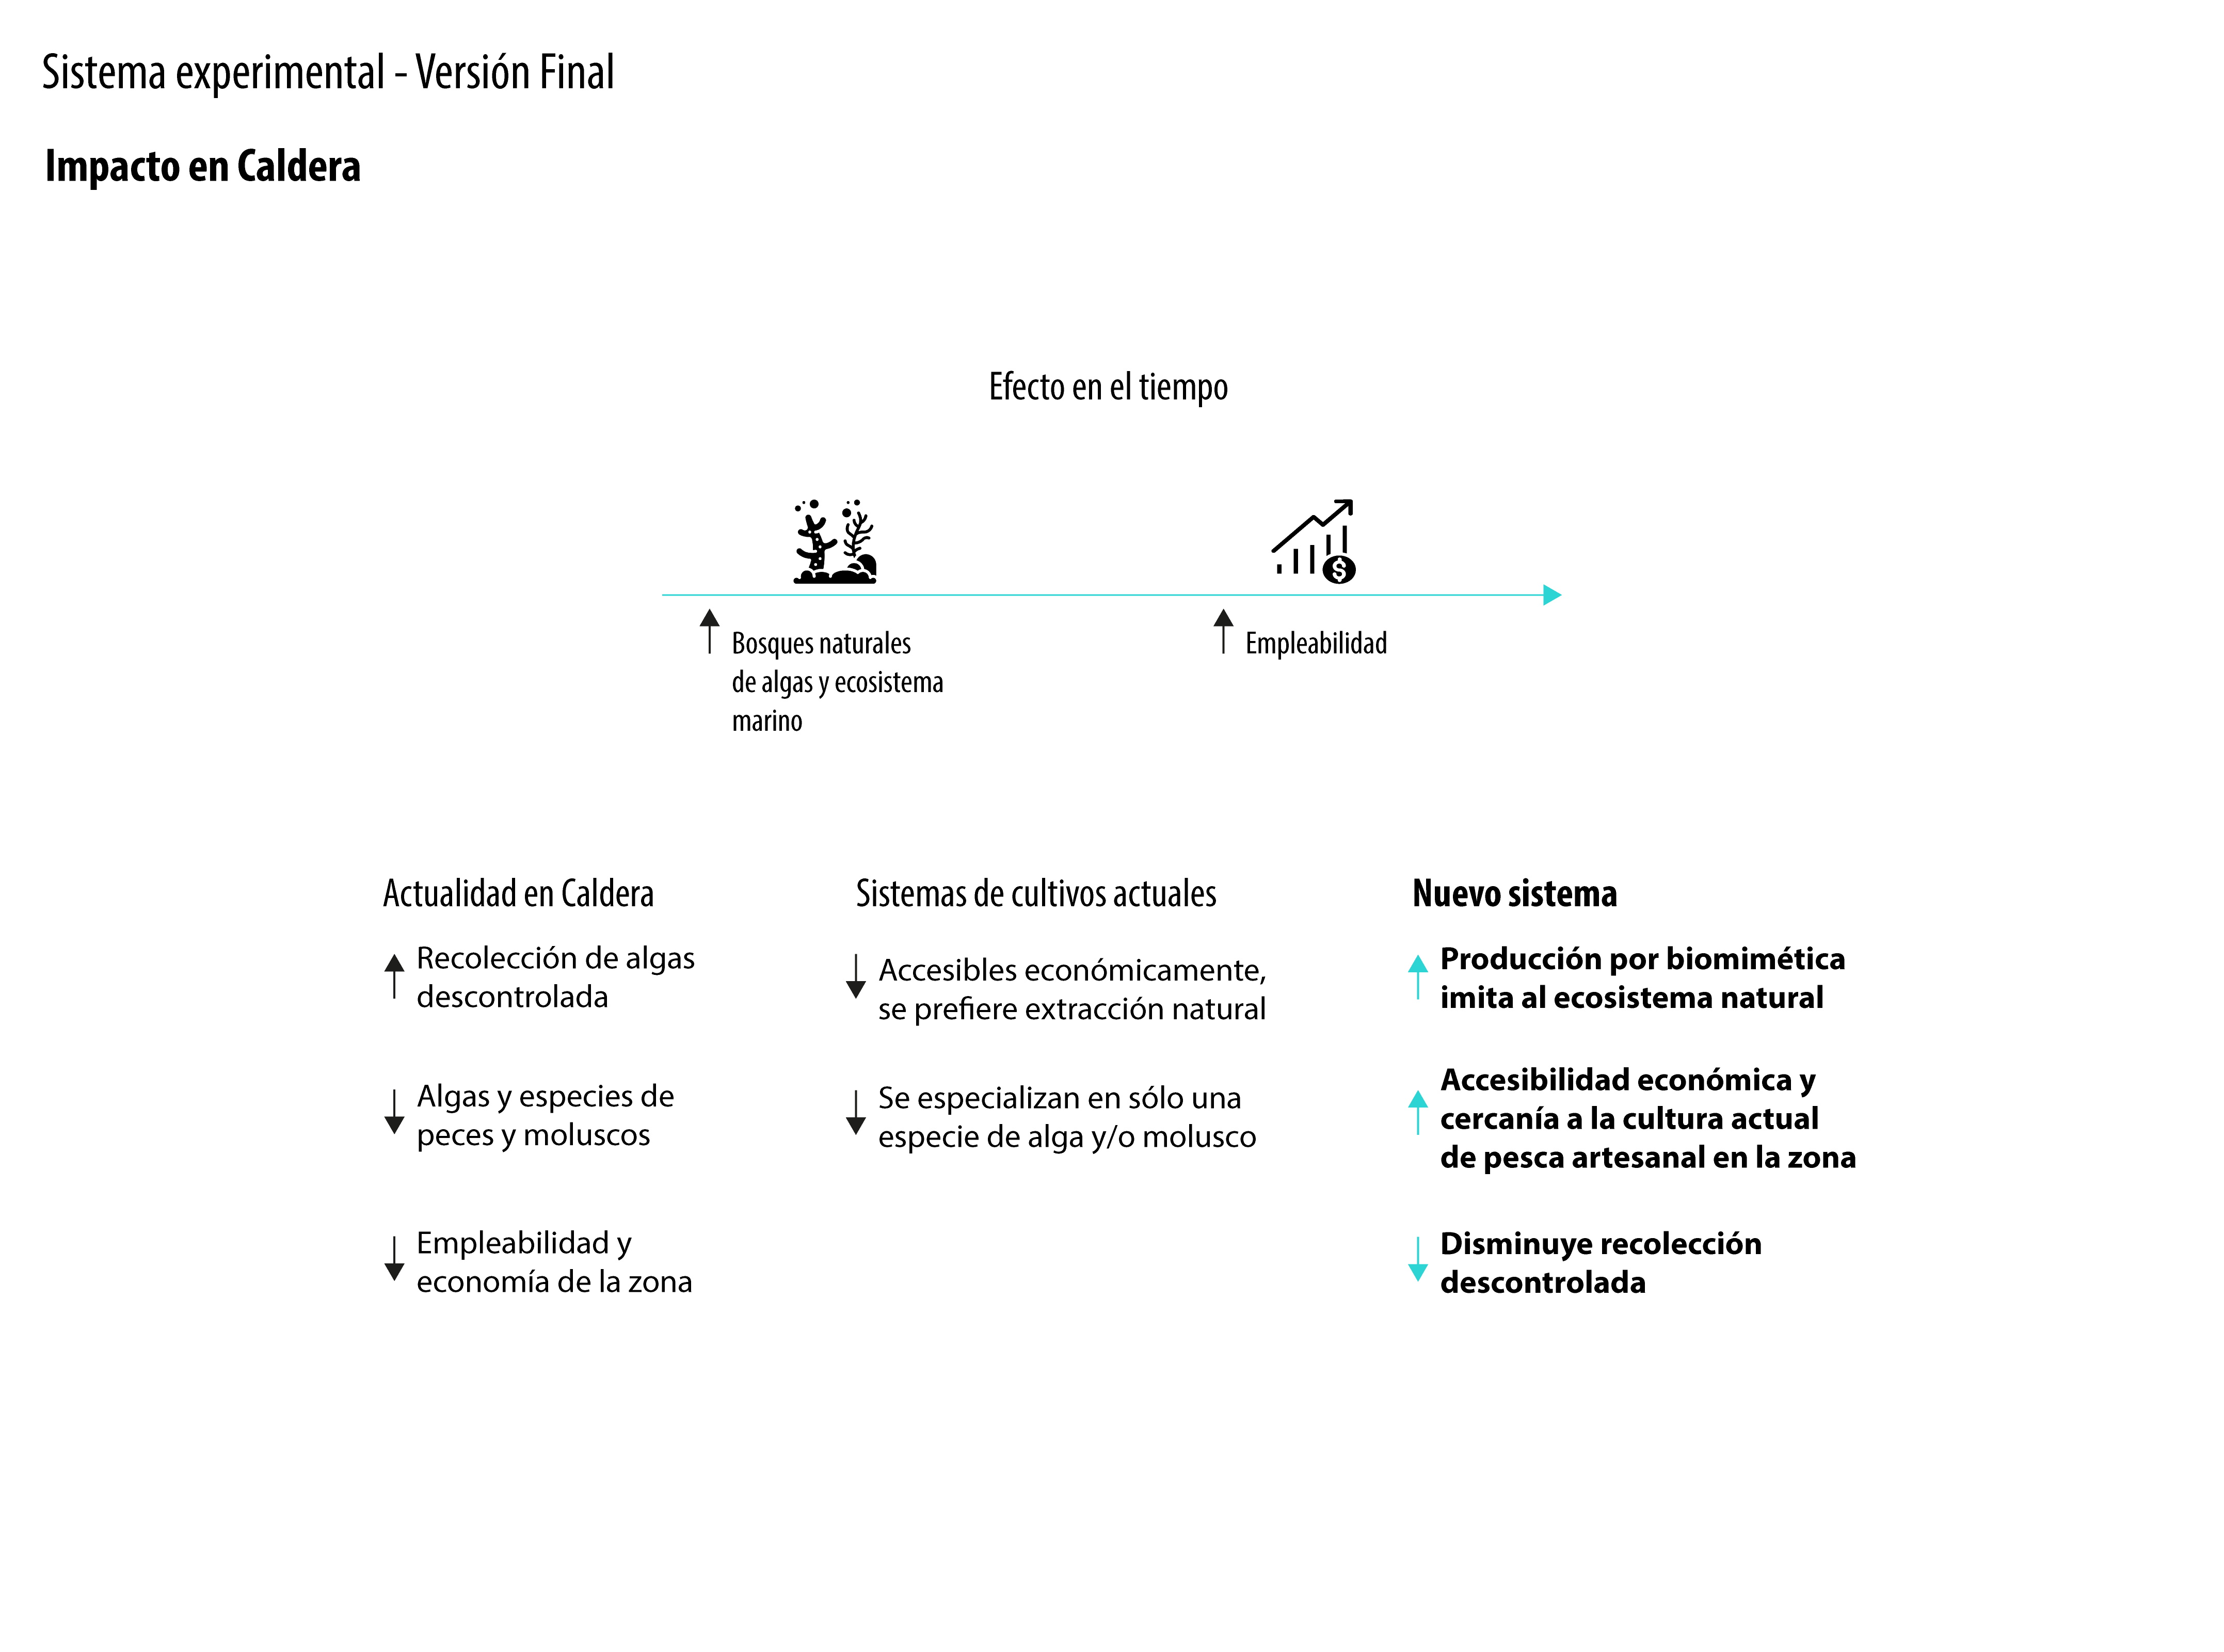 Sistema experimental - Versión Final
Impacto en Caldera
Efecto en el tiempo
$
Bosques naturales
de algas y ecosistema
marino
Empleabilidad
Actualidad en Caldera
Recolección de algas
descontrolada
Algas y especies de
peces y moluscos
Empleabilidad y
economía de la zona
Sistemas de cultivos actuales
Accesibles económicamente,
se prefiere extracción natural
Se especializan en sólo una
especie de alga y/o molusco
Nuevo sistema
Producción por biomimética
imita al ecosistema natural
Accesibilidad económica y
cercanía a la cultura actual
de pesca artesanal en la zona
Disminuye recolección
descontrolada